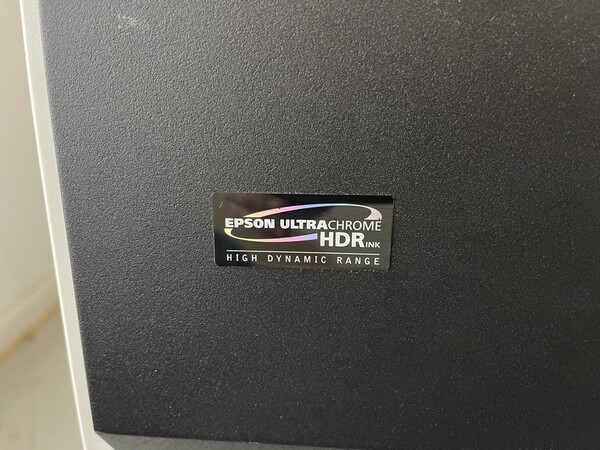 EPSON ULTRACHROME
HDR INK
HIGH DYNAMIC RANGE